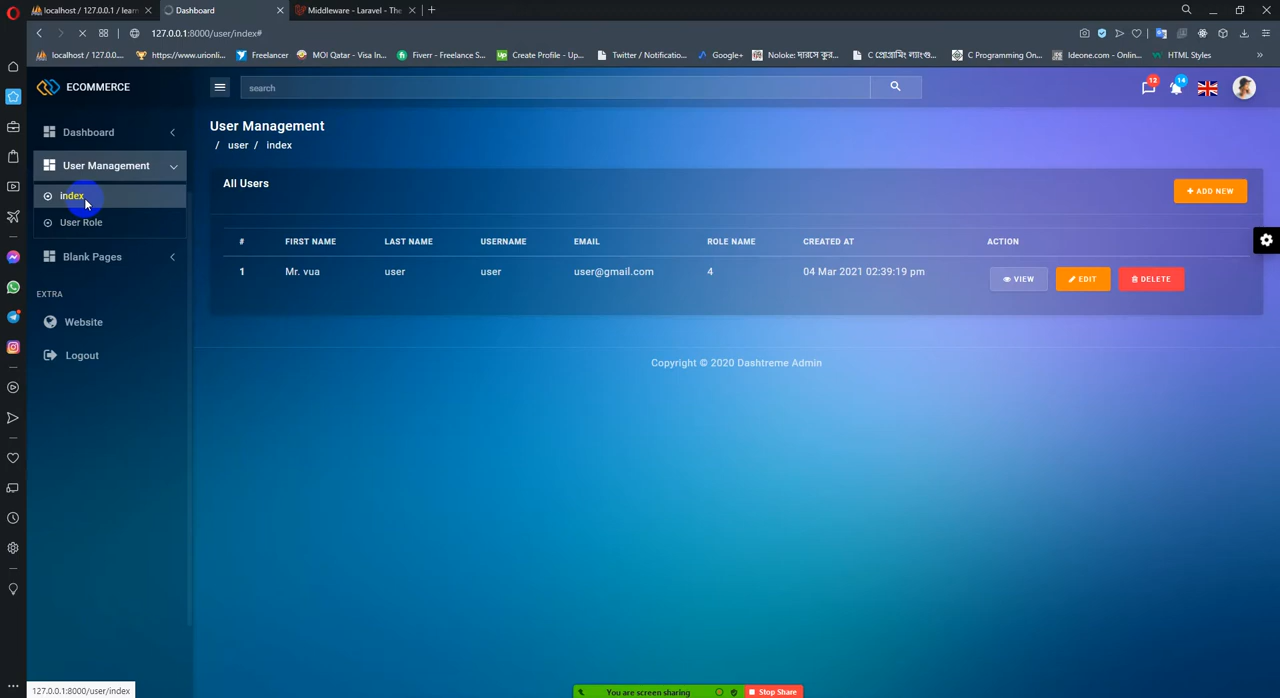 localhost / 127.0.0.1 / learn
Dashboard
Middleware - Laravel - The
127.0.0.1:8000/user/index#
localhost / 127.0.0....
https://www.urionli...
Freelancer
MOI Qatar - Visa In...
Fiverr - Freelance S...
Create Profile - Up...
Twitter / Notificatio...
Google+
C Programming On...
Ideone.com - Onlin...
HTML Styles
ECOMMERCE
search
12
14
Dashboard
User Management
index
User Role
Blank Pages
EXTRA
Website
Logout
User Management
/ user / index
All Users
+ ADD NEW
# FIRST NAME LAST NAME USERNAME EMAIL ROLE NAME CREATED AT ACTION
1 Mr. vua user user user@gmail.com 4 04 Mar 2021 02:39:19 pm VIEW EDIT DELETE
Copyright © 2020 Dashtreme Admin
127.0.0.1:8000/user/index
You are screen sharing
Stop Share